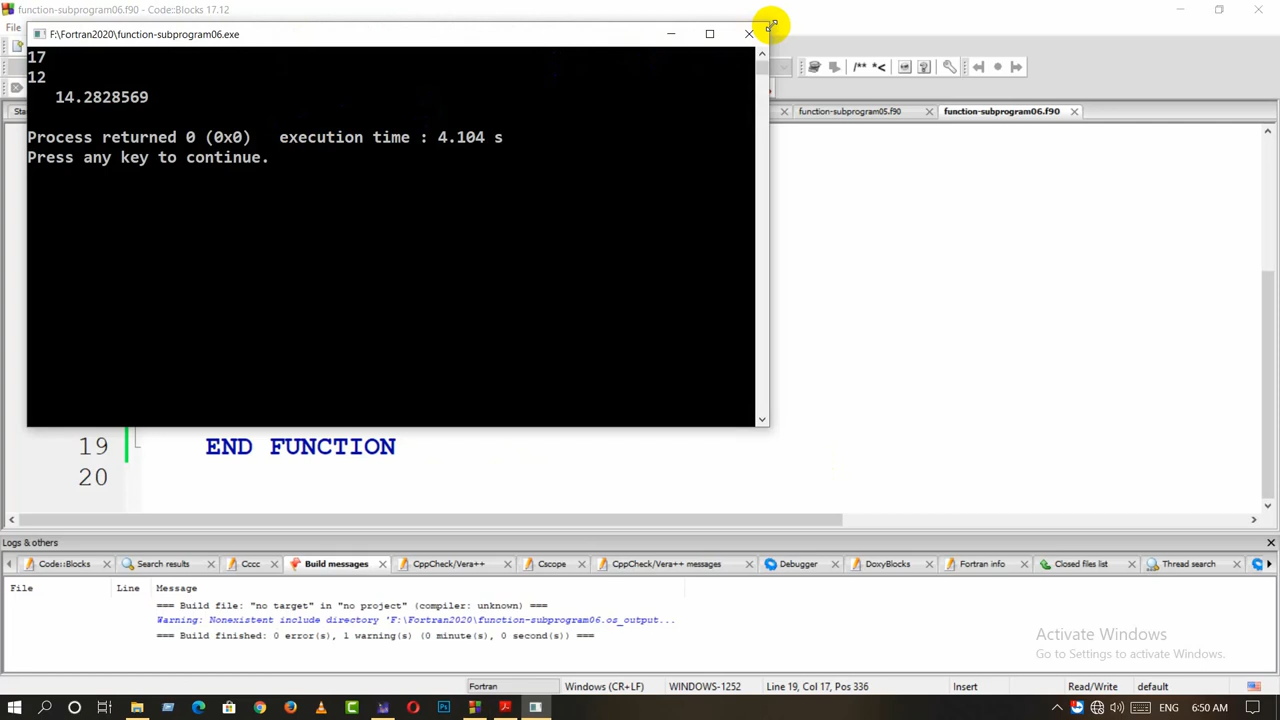 function-subprogram06.f90 - Code::Blocks 17.12
File
F:\Fortran2020\function-subprogram06.exe
17
12
14.2828569
Process returned 0 (0x0)   execution time : 4.104 s
Press any key to continue.
/** *<
Sta
function-subprogram05.f90
function-subprogram06.f90
19 END FUNCTION
20
Logs & others
Code::Blocks Search results Cccc Build messages CppCheck/Vera++ Cscope CppCheck/Vera++ messages Debugger DoxyBlocks Fortran info Closed files list Thread search
File Line Message
=== Build file: "no target" in "no project" (compiler: unknown) ===
Warning: Nonexistent include directory 'F:\Fortran2020\function-subprogram06.os_output...
=== Build finished: 0 error(s), 1 warning(s) (0 minute(s), 0 second(s)) ===
Activate Windows
Go to Settings to activate Windows.
Fortran Windows (CR+LF) WINDOWS-1252 Line 19, Col 17, Pos 336 Insert Read/Write default
ENG 6:50 AM